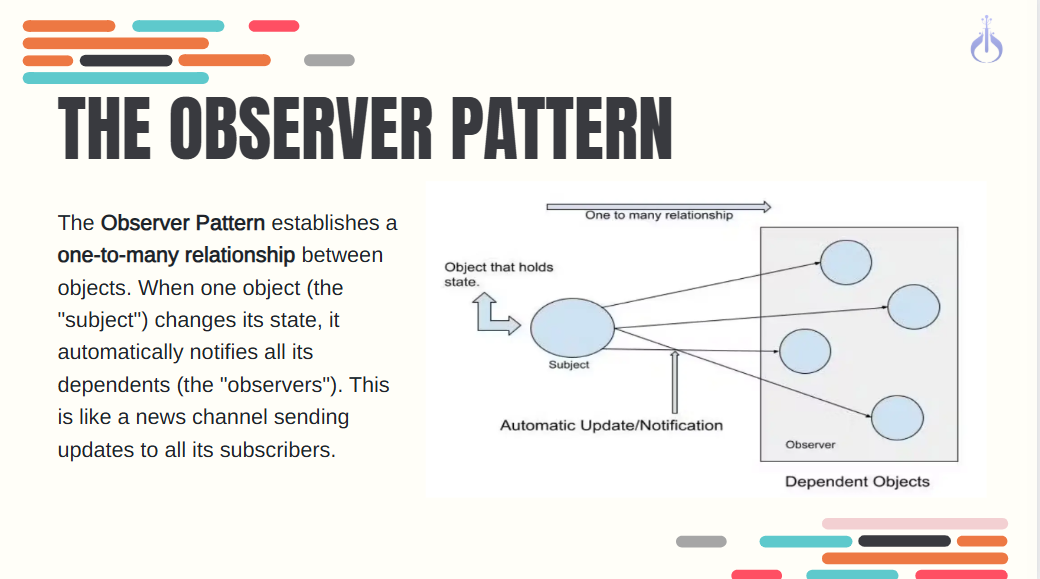 THE OBSERVER PATTERN
The Observer Pattern establishes a
one-to-many relationship between
objects. When one object (the
"subject") changes its state, it
automatically notifies all its
dependents (the "observers"). This
is like a news channel sending
updates to all its subscribers.
One to many relationship
Object that holds
state.
Subject
Automatic Update/Notification
Observer
Dependent Objects